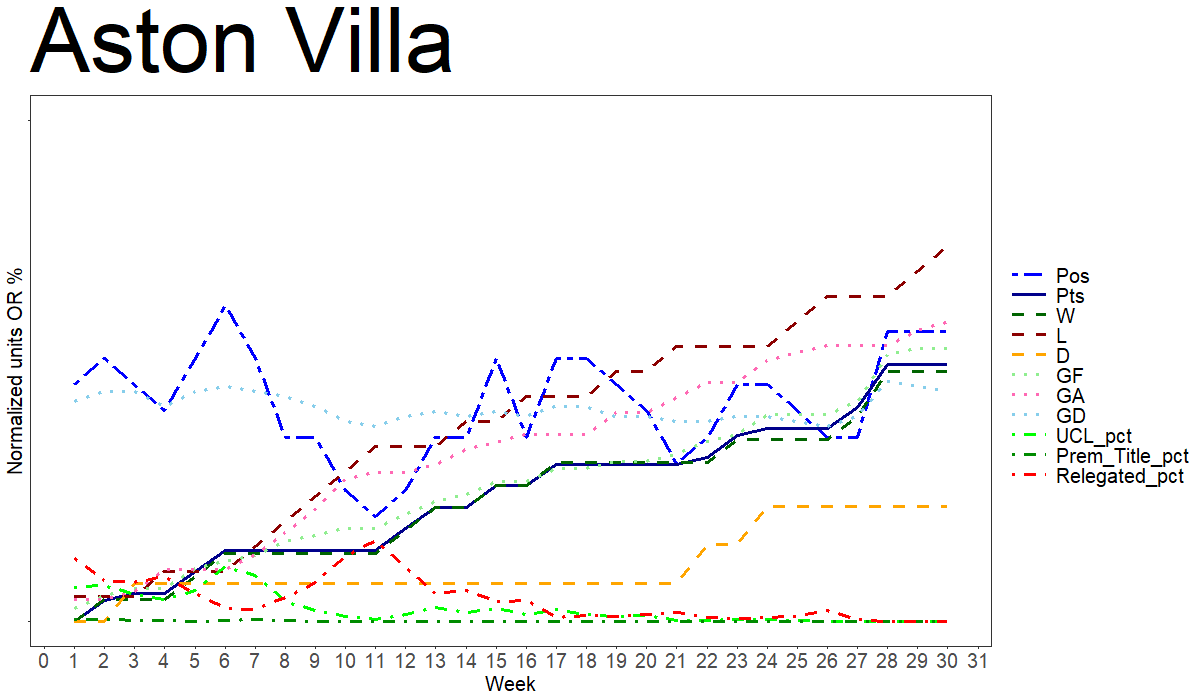 Aston Villa
Normalized units OR %
Pos
Pts
W
L
D
GF
GA
GD
UCL_pct
Prem_Title_pct
Relegated_pct
0 1 2 3 4 5 6 7 8 9 10 11 12 13 14 15 16 17 18 19 20 21 22 23 24 25 26 27 28 29 30 31
Week